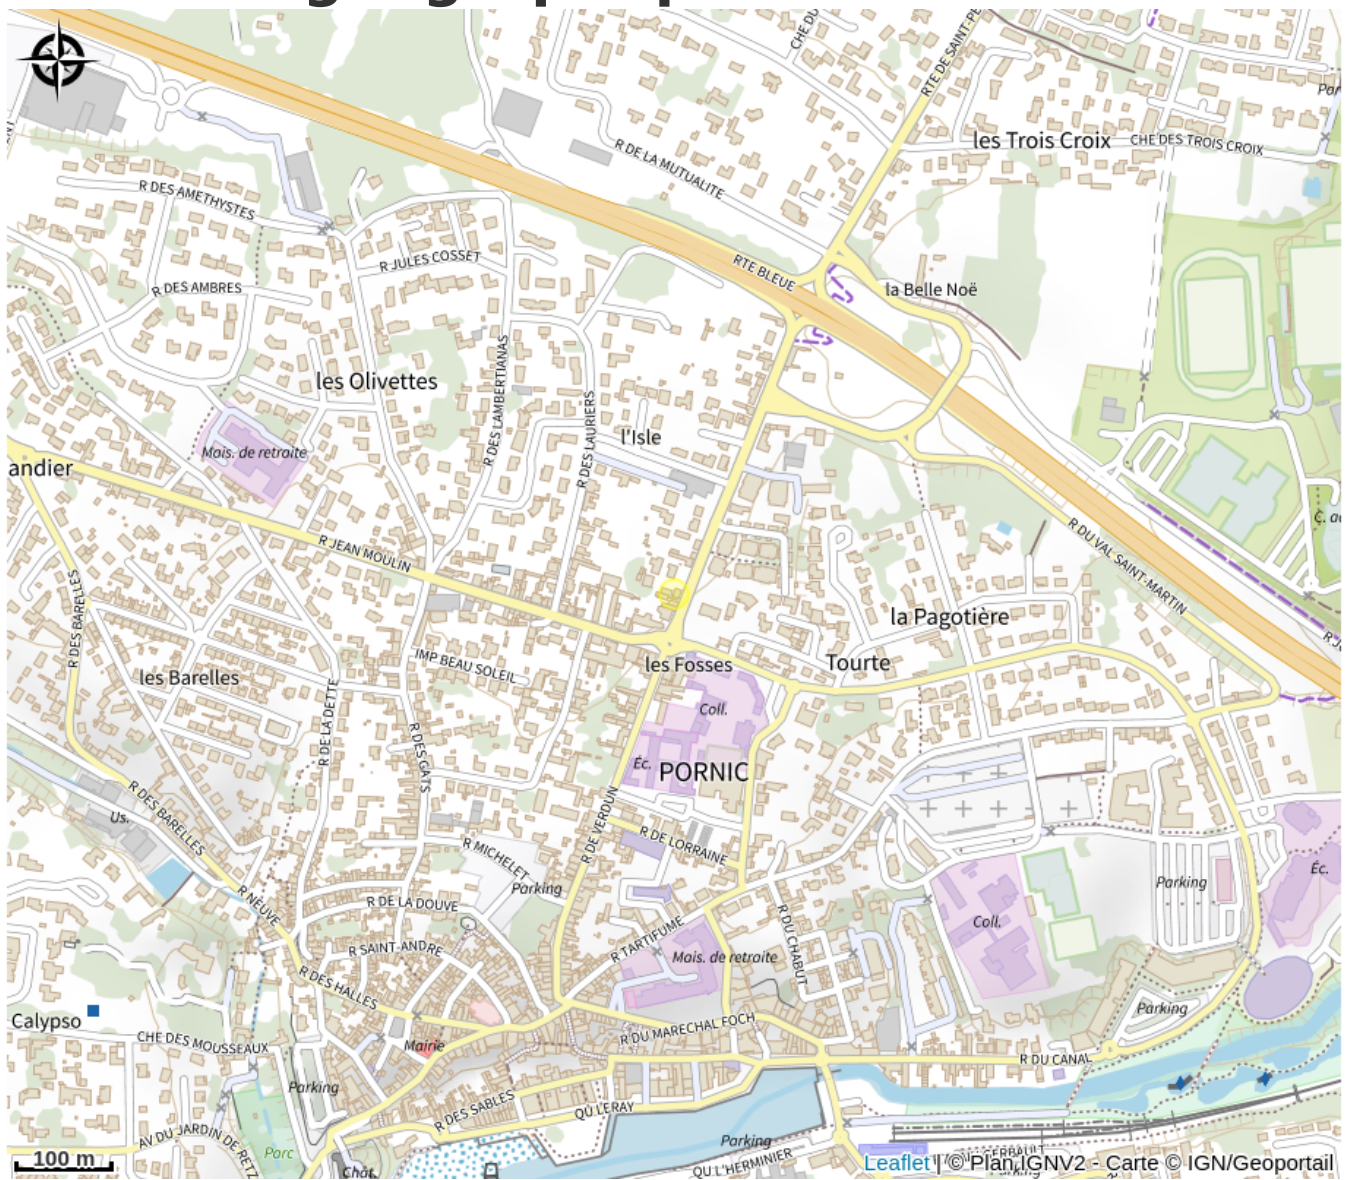 CHE DU
RTE DE SAINT-PE
les Trois Croix
CHE DES TROIS CROIX
R DE LA MUTUALITE
R DES AMETHYSTES
R JULES COSSET
RTE BLEUE
la Belle Noë
R DES AMBRES
les Olivettes
R DES LAMBERTIANAS
R DES LAURIERS
l'Isle
Mais. de retraite
andier
R JEAN MOULIN
R DU VAL SAINT-MARTIN
50
R DES BARELLES
la Pagotière
IMP BEAU SOLEIL
les Fosses
Tourte
les Barelles
R DE LA DETTE
R DES GATS
Coll.
Éc.
PORNIC
Us.
R DES BARELLES
R DE VERDUN
R DE LORRAINE
R MICHELET
Parking
Parking
Éc.
R NEUVE
R DE LA DOUVE
R TARTIFUME
R DU CHABUT
Coll.
R SAINT-ANDRE
Mais. de retraite
R DES HALLES
Parking
Calypso
CHE DES MOUSSEAUX
Mairie
R DU MARECHAL FOCH
R DU CANAL
Parking
R DES SABLES
QU LERAY
AV DU JARDIN DE RETZ
Parc
Parking
QU L'HERMINIER
Chât.
100 m
Leaflet | © Plan IGNV2 - Carte © IGN/Geoportail